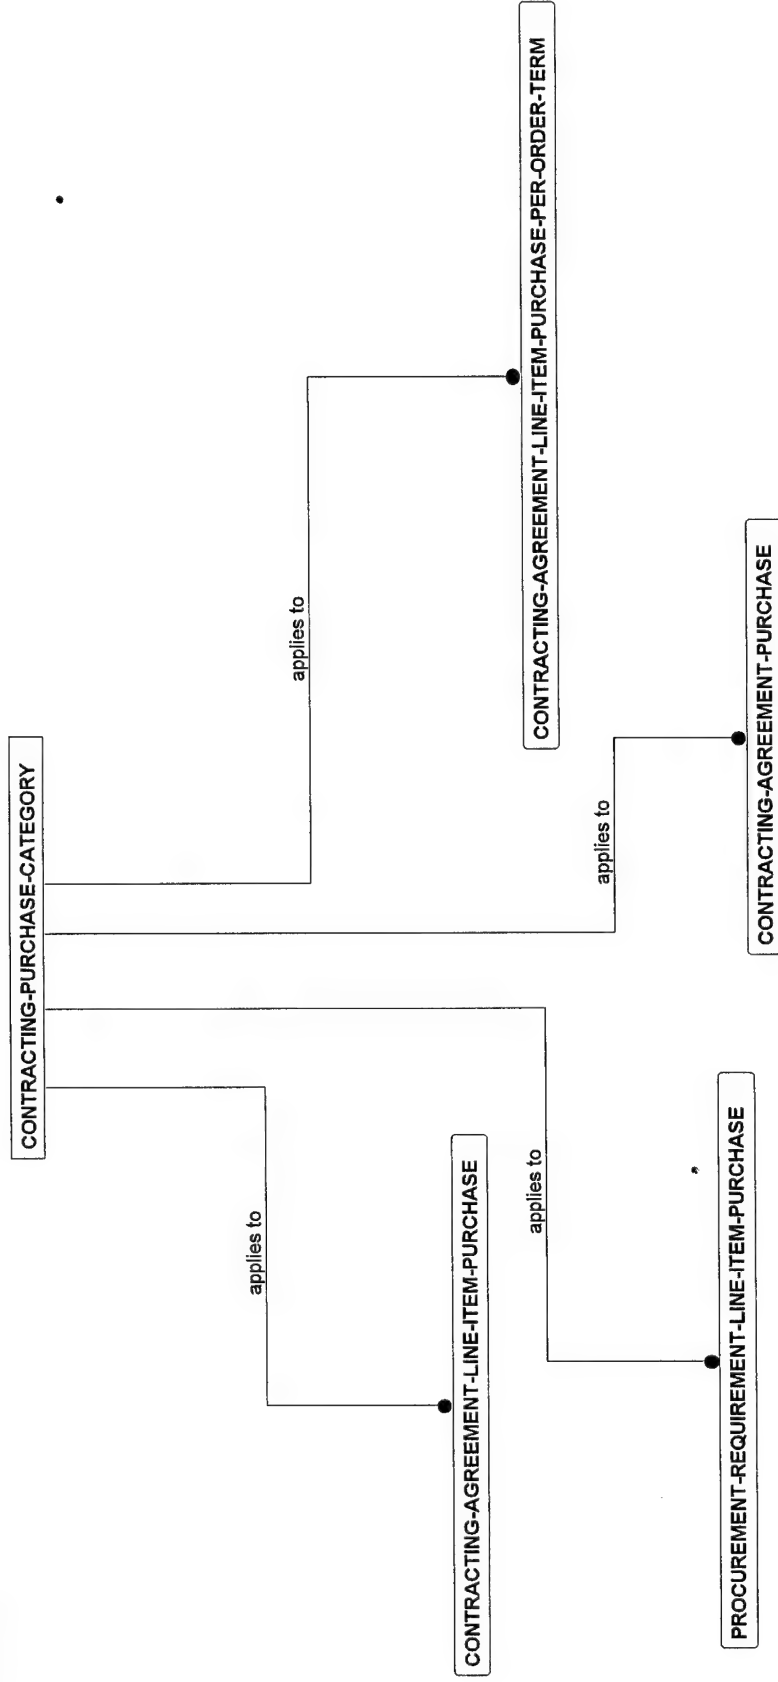 CONTRACTING-PURCHASE-CATEGORY
applies to
applies to
applies to
applies to
CONTRACTING-AGREEMENT-LINE-ITEM-PURCHASE
CONTRACTING-AGREEMENT-LINE-ITEM-PURCHASE-PER-ORDER-TERM
PROCUREMENT-REQUIREMENT-LINE-ITEM-PURCHASE
CONTRACTING-AGREEMENT-PURCHASE